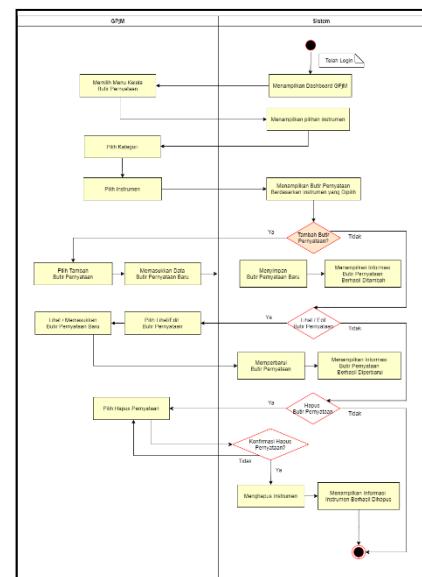 GPJM
Sistem
Telah Login
Memilih Menu Kelola
Butir Pernyataan
Menampilkan Dashboard GPJM
Menampilkan pilihan instrumen
Pilih Kategori
Pilih Instrumen
Menampilkan Butir Pernyataan
Berdasarkan Instrumen yang Dipilih
Ya
Tambah Butir
Pernyataan?
Tidak
Pilih Tambah
Butir Pernyataan
Memasukkan Data
Butir Pernyataan Baru
Menyimpan
Butir Pernyataan Baru
Menampilkan Informasi
Butir Pernyataan
Berhasil Ditambah
Lihat / Memasukkan
Butir Pernyataan Baru
Pilih Lihat/Edit
Butir Pernyataan
Ya
Lihat / Edit
Butir Pernyataan
Tidak
Memperbarui
Butir Pernyataan
Menampilkan Informasi
Butir Pernyataan
Berhasil Diperbarui
Pilih Hapus Pernyataan
Ya
Hapus
Butir Pernyataan
Tidak
Konfirmasi Hapus
Pernyataan?
Tidak
Ya
Menghapus Instrumen
Menampilkan Informasi
Instrumen Berhasil Dihapus